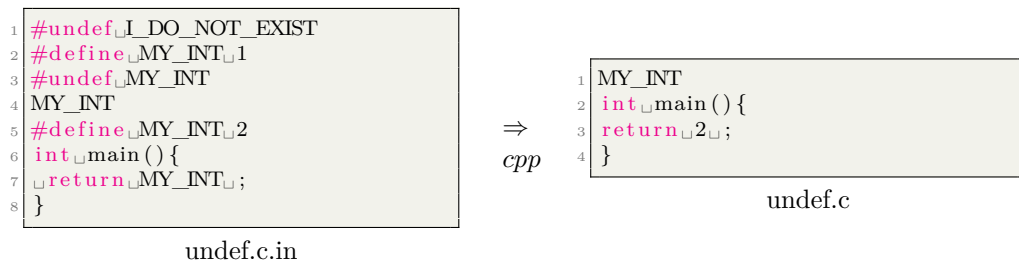 1 #undef␣I_DO_NOT_EXIST
2 #define␣MY_INT␣1
3 #undef␣MY_INT
4 MY_INT
5 #define␣MY_INT␣2
6 int␣main(){
7 ␣return␣MY_INT␣;
8 }
undef.c.in
⇒
cpp
1 MY_INT
2 int␣main(){
3 return␣2␣;
4 }
undef.c